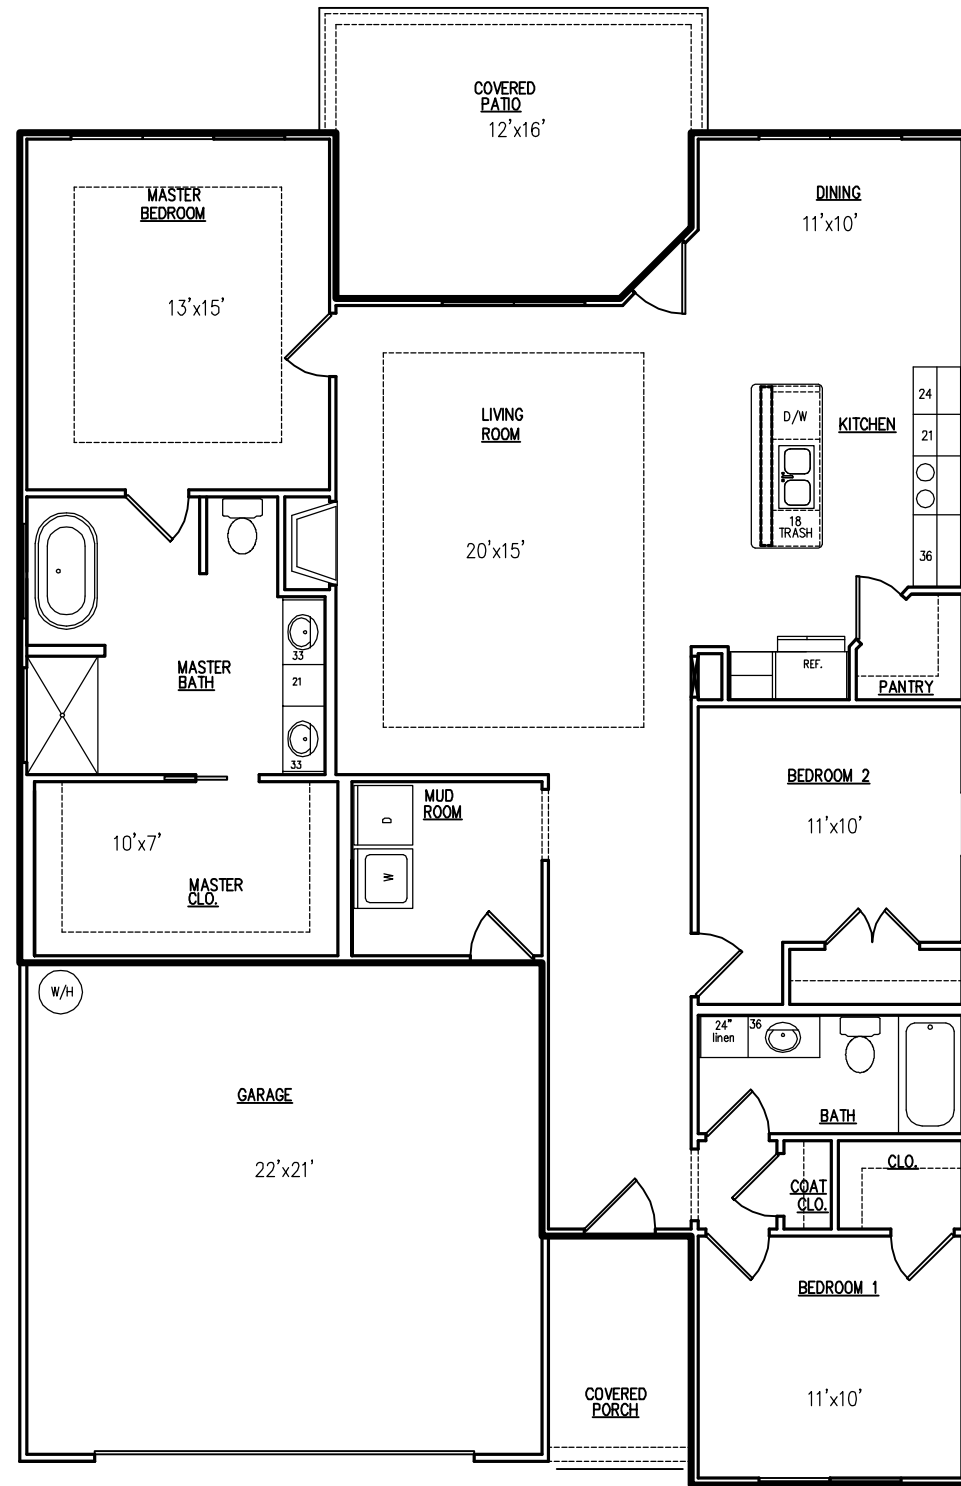 COVERED
PATIO
12'x16'
MASTER
BEDROOM
13'x15'
DINING
11'x10'
LIVING
ROOM
20'x15'
D/W
18
TRASH
KITCHEN
24
21
36
REF.
PANTRY
33
21
33
MASTER
BATH
10'x7'
MASTER
CLO.
MUD
ROOM
D
W
BEDROOM 2
11'x10'
W/H
GARAGE
22'x21'
24"
linen
36
BATH
COAT
CLO.
CLO.
BEDROOM 1
11'x10'
COVERED
PORCH